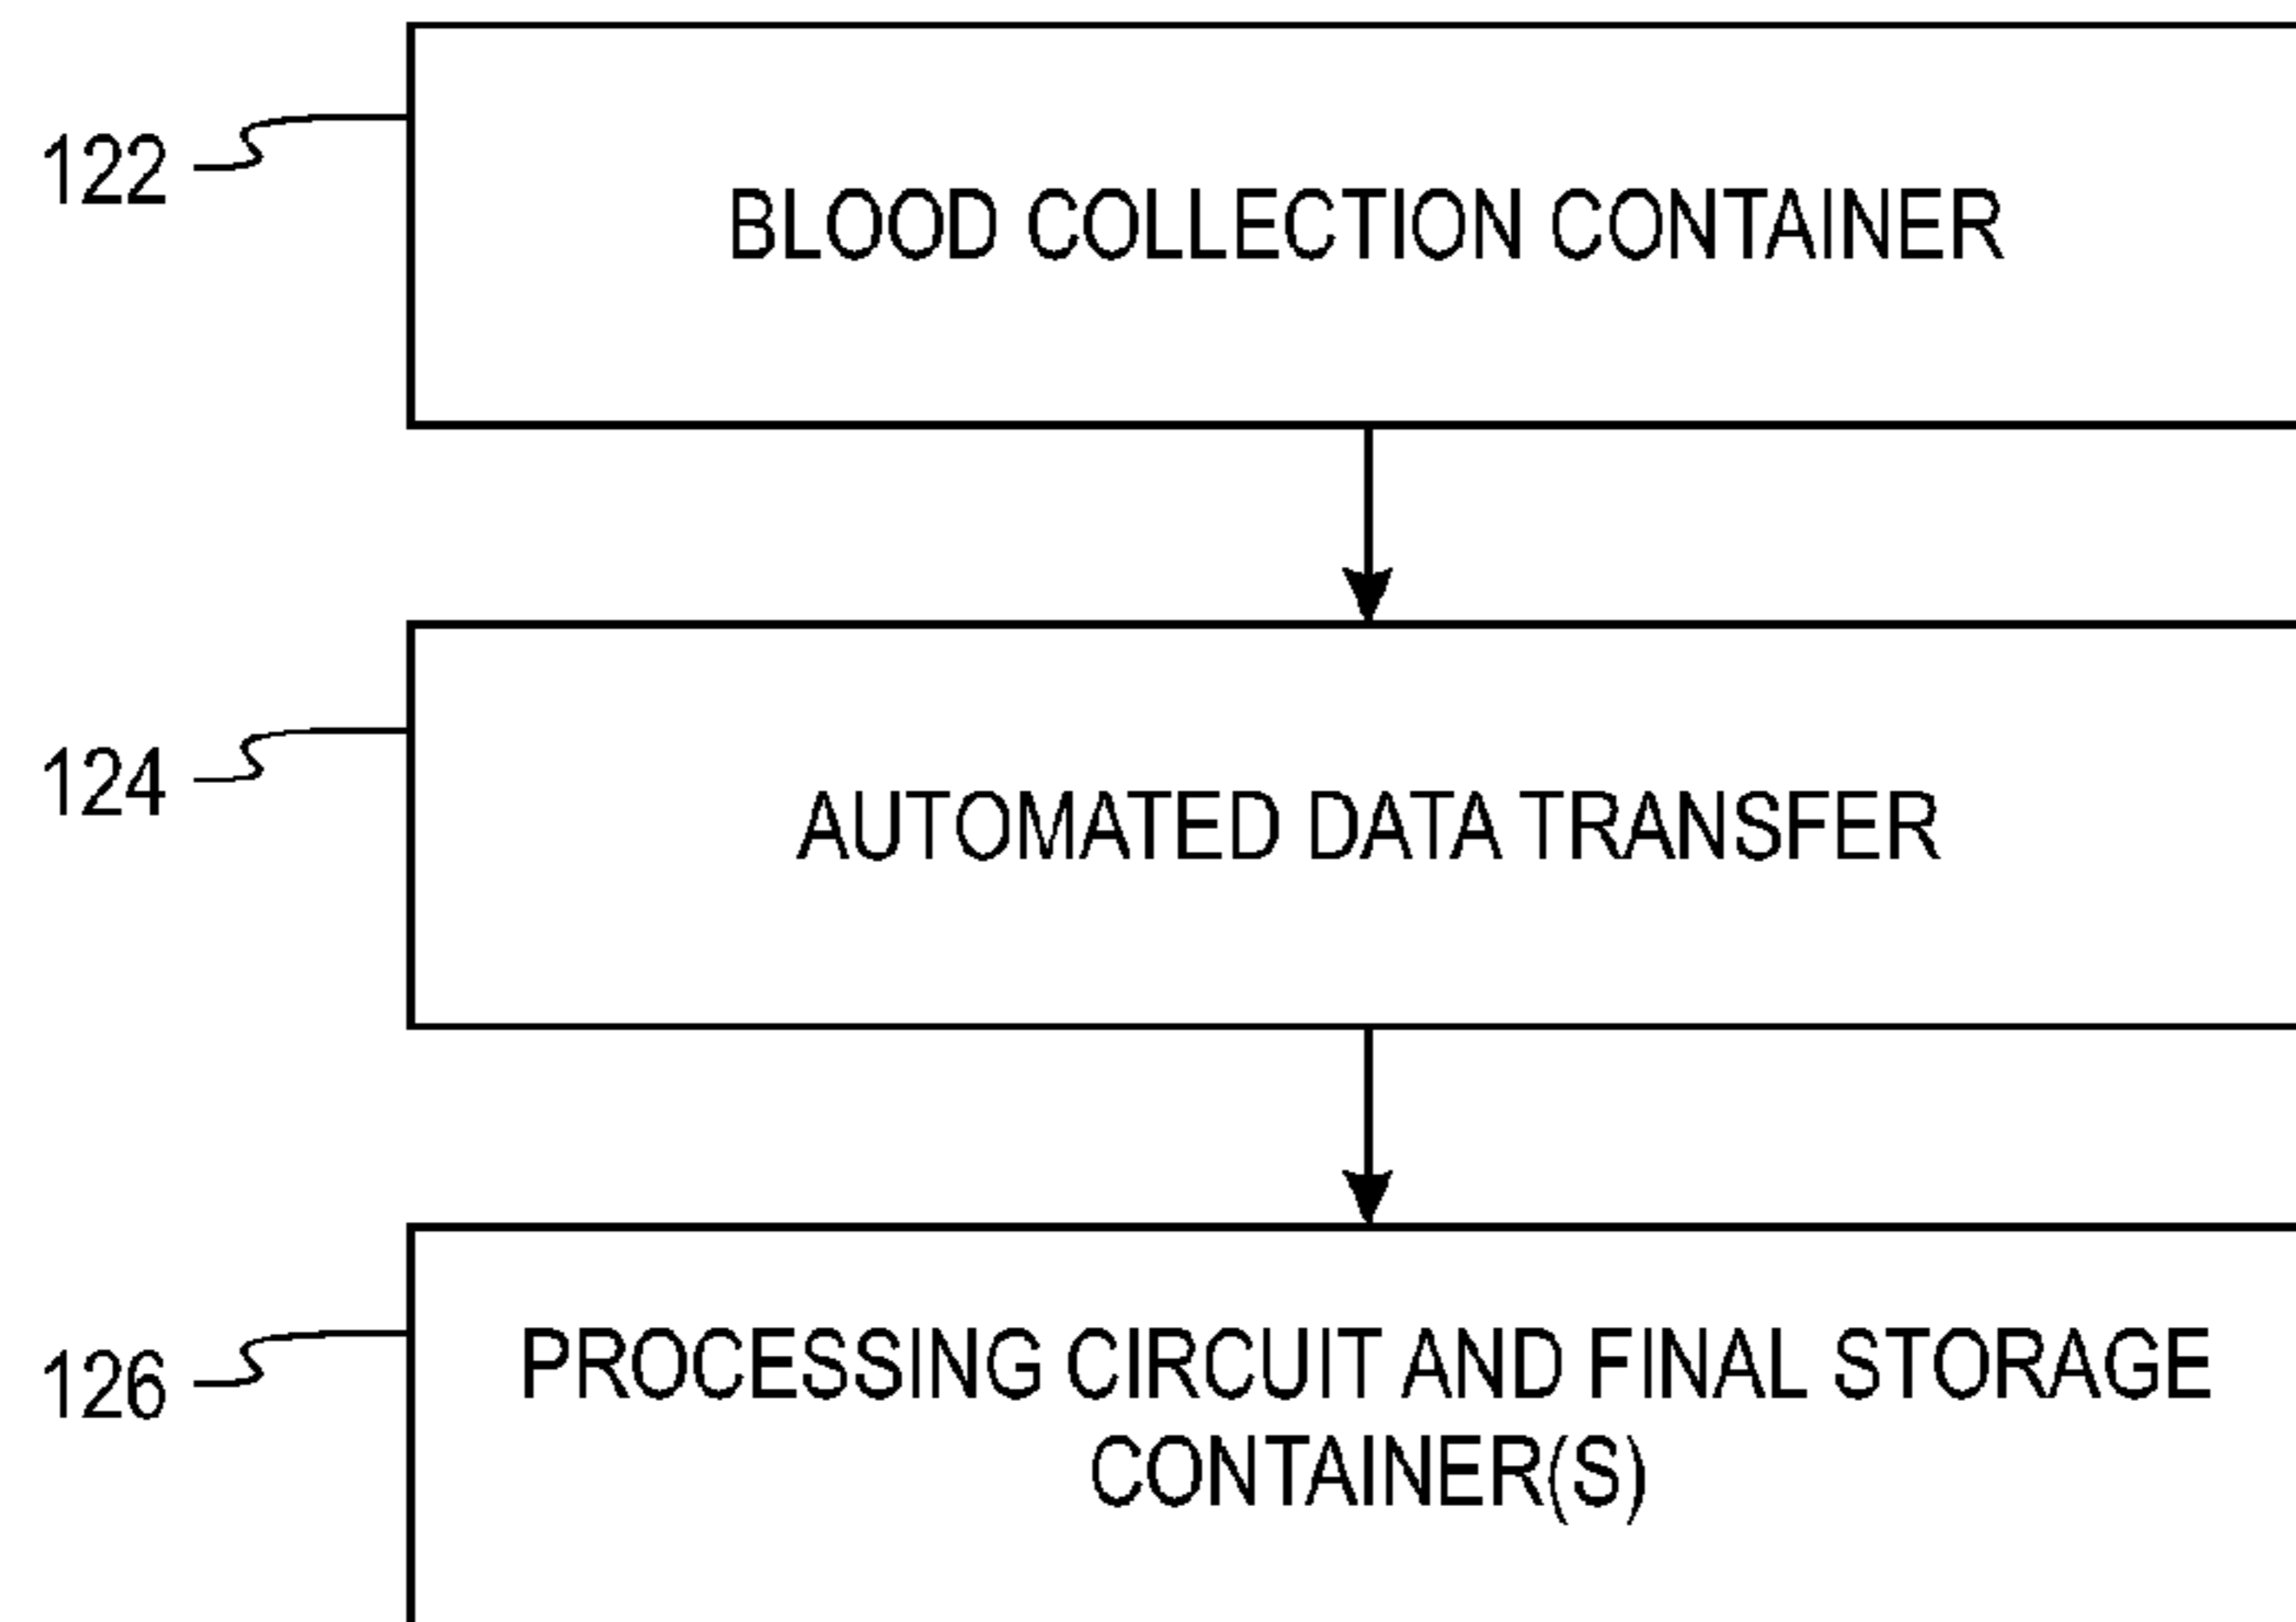 122
BLOOD COLLECTION CONTAINER
124
AUTOMATED DATA TRANSFER
126
PROCESSING CIRCUIT AND FINAL STORAGE
CONTAINER(S)